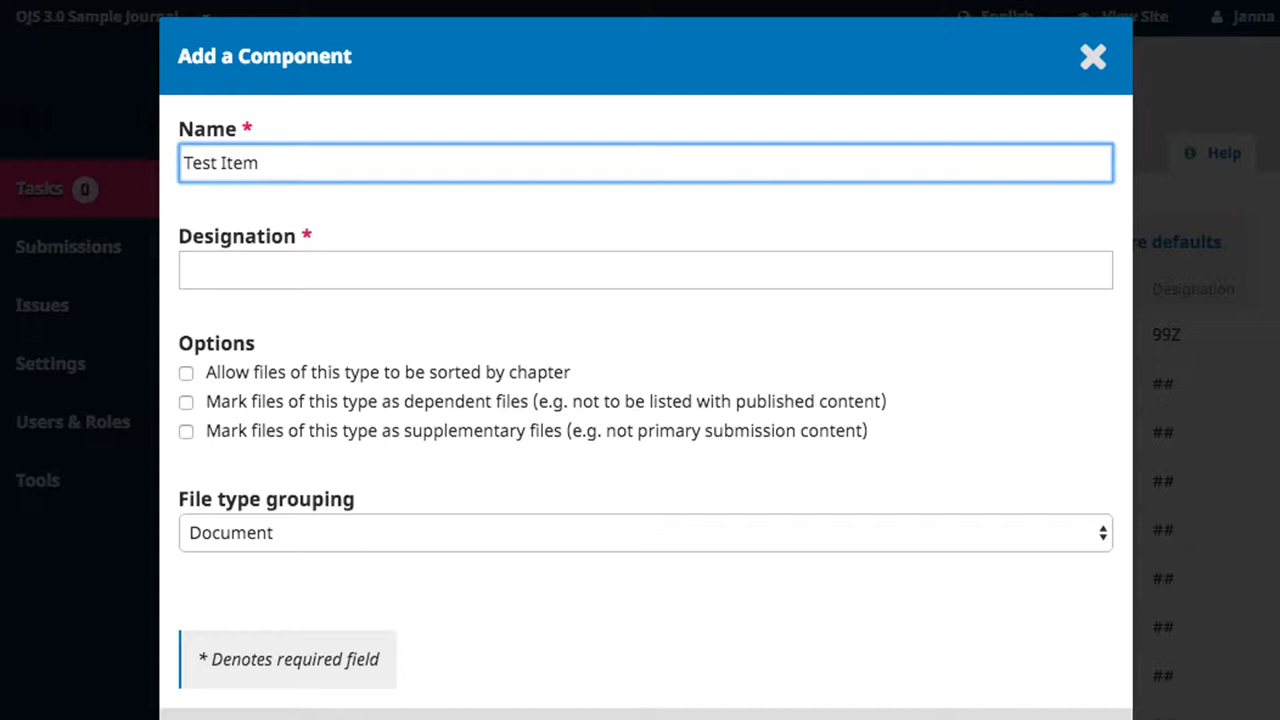 OJS 3.0 Sample Journal English View Site Janna
Add a Component
Name *
Test Item
Help
Tasks 0
Designation *
re defaults
Submissions
Designation
Issues
99Z
Options
Settings
Allow files of this type to be sorted by chapter
##
Mark files of this type as dependent files (e.g. not to be listed with published content)
Users & Roles
Mark files of this type as supplementary files (e.g. not primary submission content)
##
Tools
##
File type grouping
Document
##
##
##
* Denotes required field
##